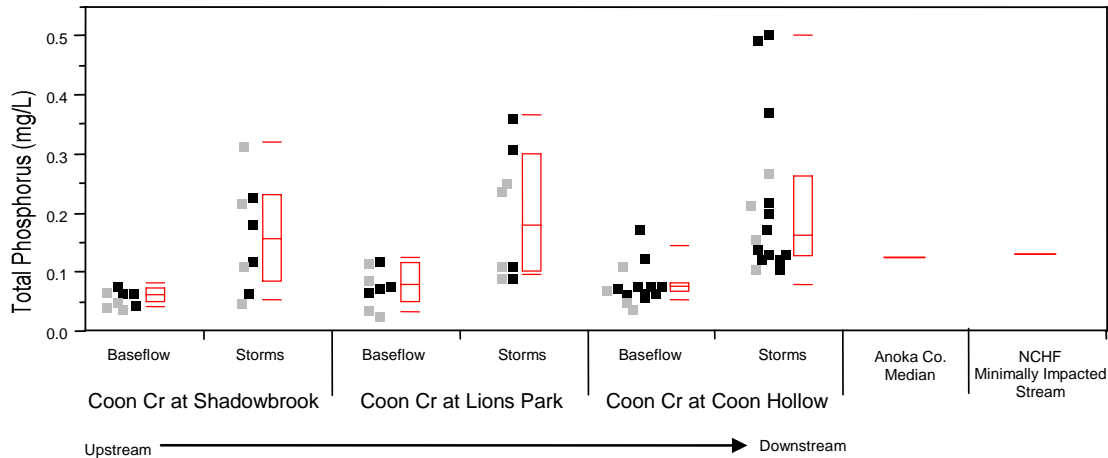 Total Phosphorus (mg/L)
0.5
0.4
0.3
0.2
0.1
0.0
Baseflow
Storms
Baseflow
Storms
Baseflow
Storms
Anoka Co.
Median
NCHF
Minimally Impacted
Stream
Coon Cr at Shadowbrook
Coon Cr at Lions Park
Coon Cr at Coon Hollow
Upstream
Downstream